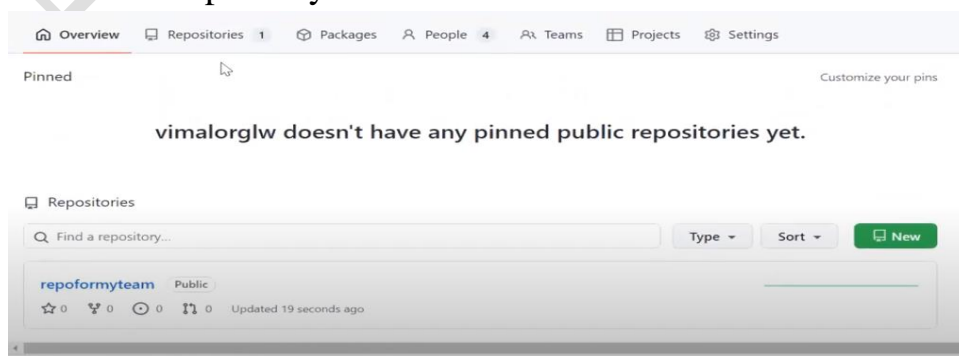 Overview Repositories 1 Packages People 4 Teams Projects Settings
Pinned Customize your pins
vimalorglw doesn't have any pinned public repositories yet.
Repositories
Find a repository... Type Sort New
repoformyteam Public
0 0 0 0 Updated 19 seconds ago